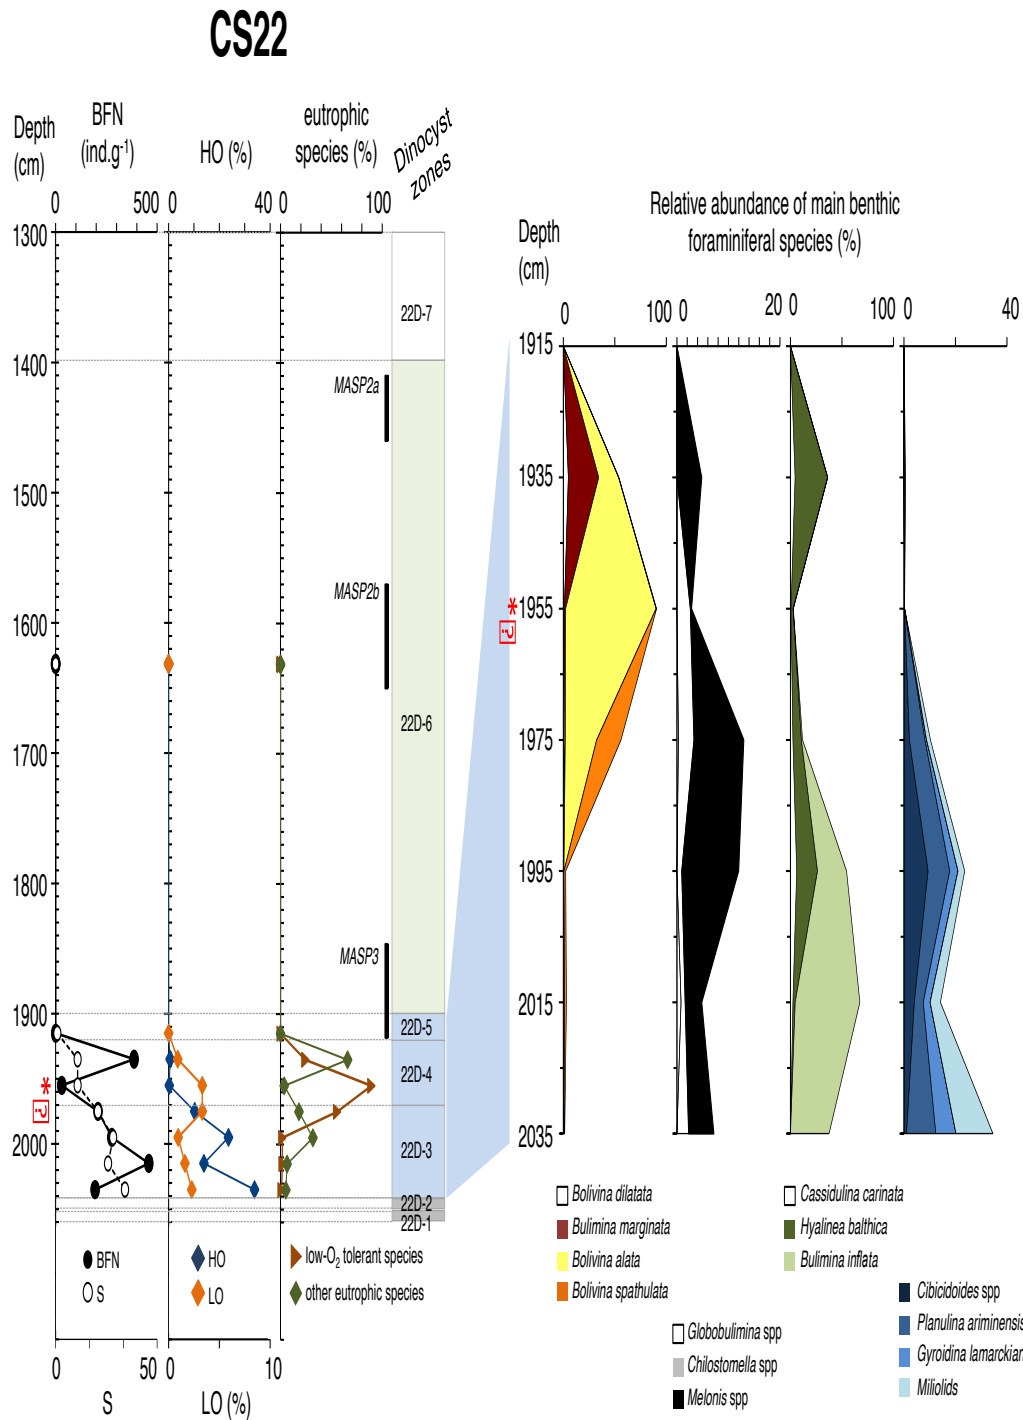 CS22
Depth
(cm)
BFN
(ind.g-1)
HO (%)
eutrophic
species (%)
Dinocyst
zones
0 500 0 40 0 100
1300
1400
1500
1600
1700
1800
1900
2000
MASP2a
MASP2b
MASP3
22D-7
22D-6
22D-5
22D-4
22D-3
22D-2
22D-1
¿ *
BFN
S
HO
LO
low-O2 tolerant species
other eutrophic species
0 50 0 10
S
LO (%)
Relative abundance of main benthic
foraminiferal species (%)
Depth
(cm)
0 100 0 20 0 100 0 40
1915
1935
1955
1975
1995
2015
2035
¿ *
Bolivina dilatata
Bulimina marginata
Bolivina alata
Bolivina spathulata
Globobulimina spp
Chilostomella spp
Melonis spp
Cassidulina carinata
Hyalinea balthica
Bulimina inflata
Cibicidoides spp
Planulina ariminensis
Gyroidina lamarckian
Miliolids